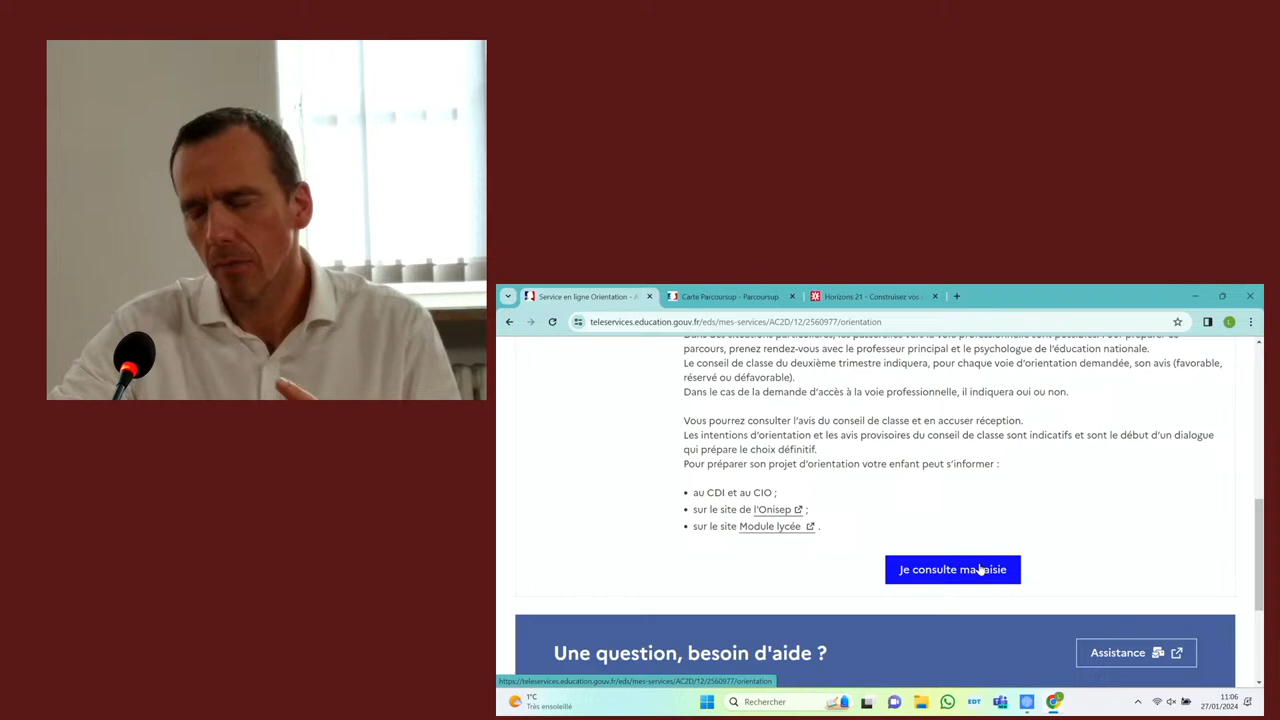 Service en ligne Orientation - A
Carte Parcoursup - Parcoursup
Horizons 21 - Construisez vos
teleservices.education.gouv.fr/eds/mes-services/AC2D/12/2560977/orientation
parcours, prenez rendez-vous avec le professeur principal et le psychologue de l'éducation nationale.
Le conseil de classe du deuxième trimestre indiquera, pour chaque voie d'orientation demandée, son avis (favorable,
réservé ou défavorable).
Dans le cas de la demande d'accès à la voie professionnelle, il indiquera oui ou non.
Vous pourrez consulter l'avis du conseil de classe et en accuser réception.
Les intentions d'orientation et les avis provisoires du conseil de classe sont indicatifs et sont le début d'un dialogue
qui prépare le choix définitif.
Pour préparer son projet d'orientation votre enfant peut s'informer :
• au CDI et au CIO ;
• sur le site de l'Onisep ;
• sur le site Module lycée .
Je consulte ma saisie
Une question, besoin d'aide ?
Assistance
https://teleservices.education.gouv.fr/eds/mes-services/AC2D/12/2560977/orientation
1°C
Très ensoleillé
Rechercher
EDT
L
11:06
27/01/2024